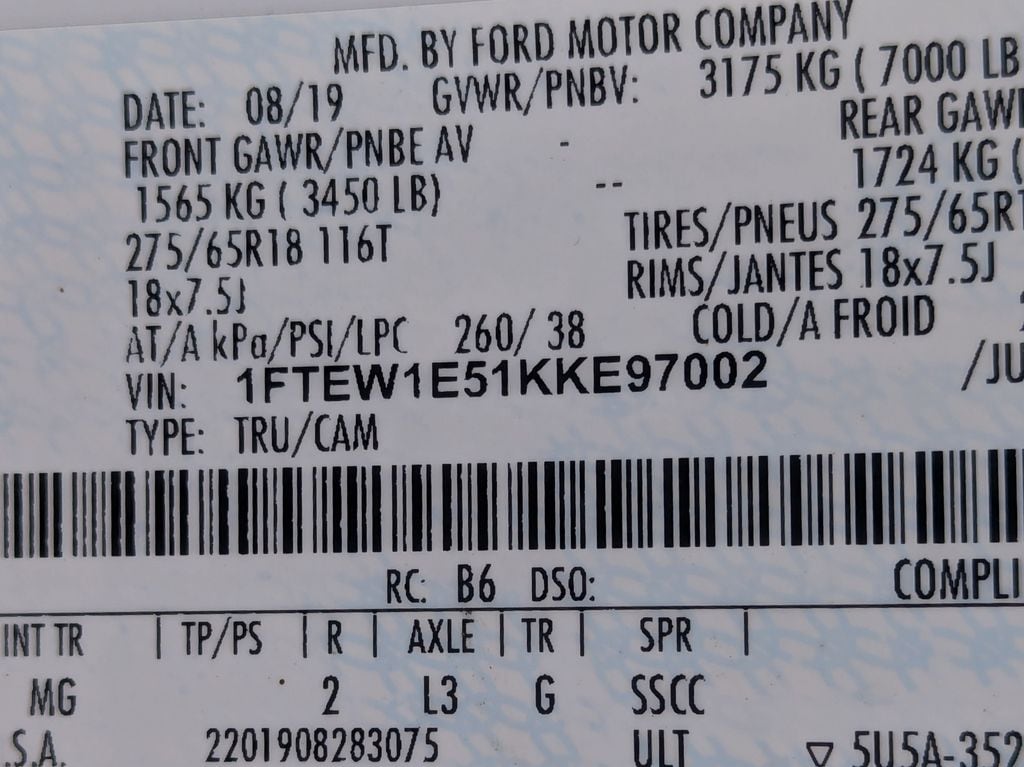 MFD. BY FORD MOTOR COMPANY
DATE: 08/19 GVWR/PNBV: 3175 KG ( 7000 LB
FRONT GAWR/PNBE AV - REAR GAW
1565 KG ( 3450 LB) -- 1724 KG (
275/65R18 116T TIRES/PNEUS 275/65R1
18x7.5J RIMS/JANTES 18x7.5J
AT/A kPa/PSI/LPC 260/ 38 COLD/A FROID
VIN: 1FTEW1E51KKE97002 /JU
TYPE: TRU/CAM
RC: B6 DSO: COMPLI
INT TR | TP/PS | R | AXLE | TR | SPR |
MG 2 L3 G SSCC
.S.A. 2201908283075 ULT ▽ 5U5A-352